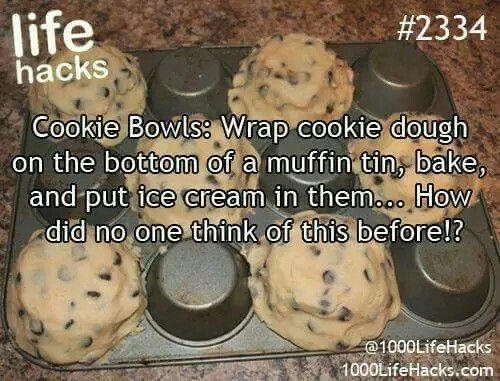 life
hacks
#2334
Cookie Bowls: Wrap cookie dough
on the bottom of a muffin tin, bake,
and put ice cream in them... How
did no one think of this before!?
@1000LifeHacks
1000LifeHacks.com